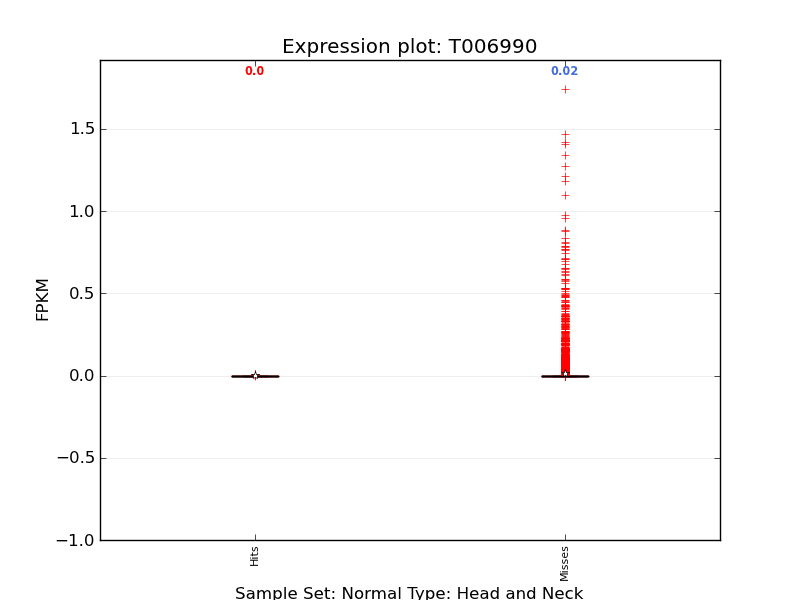 Expression plot: T006990
0.0
0.02
1.5
1.0
0.5
0.0
−0.5
−1.0
FPKM
Hits
Misses
Sample Set: Normal Type: Head and Neck